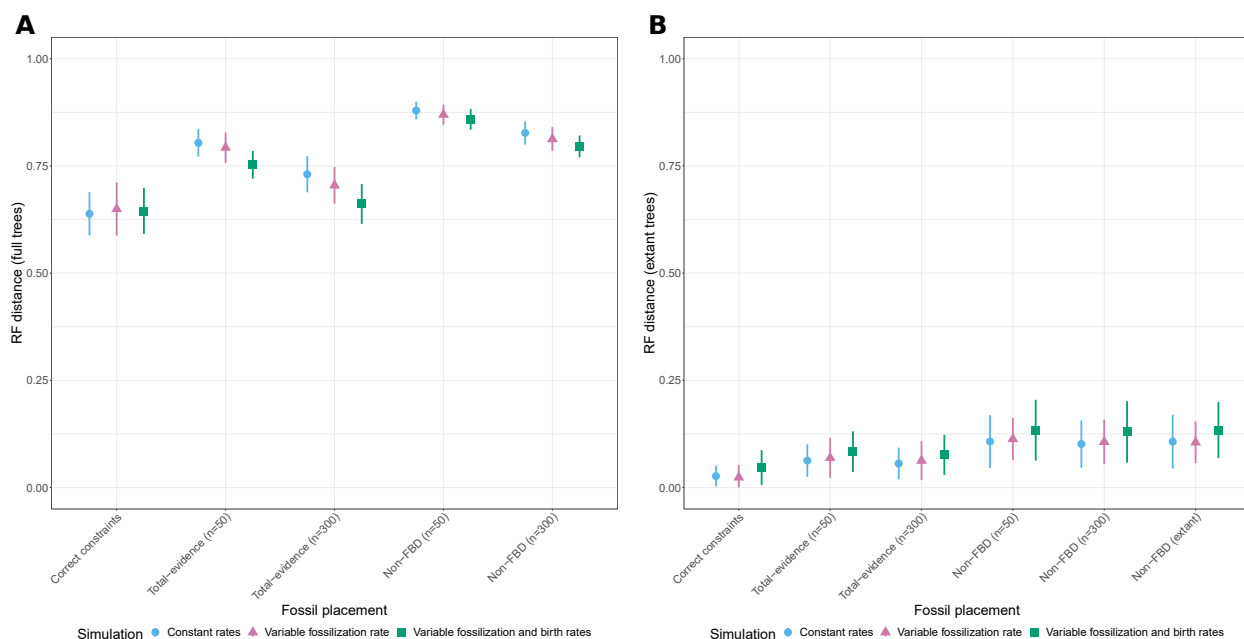 A
RF distance (full trees)
1.00
0.75
0.50
0.25
0.00
Correct constraints
Total−evidence (n=50)
Total−evidence (n=300)
Non−FBD (n=50)
Non−FBD (n=300)
Fossil placement
Simulation Constant rates Variable fossilization rate Variable fossilization and birth rates
B
RF distance (extant trees)
1.00
0.75
0.50
0.25
0.00
Correct constraints
Total−evidence (n=50)
Total−evidence (n=300)
Non−FBD (n=50)
Non−FBD (n=300)
Non−FBD (extant)
Fossil placement
Simulation Constant rates Variable fossilization rate Variable fossilization and birth rates